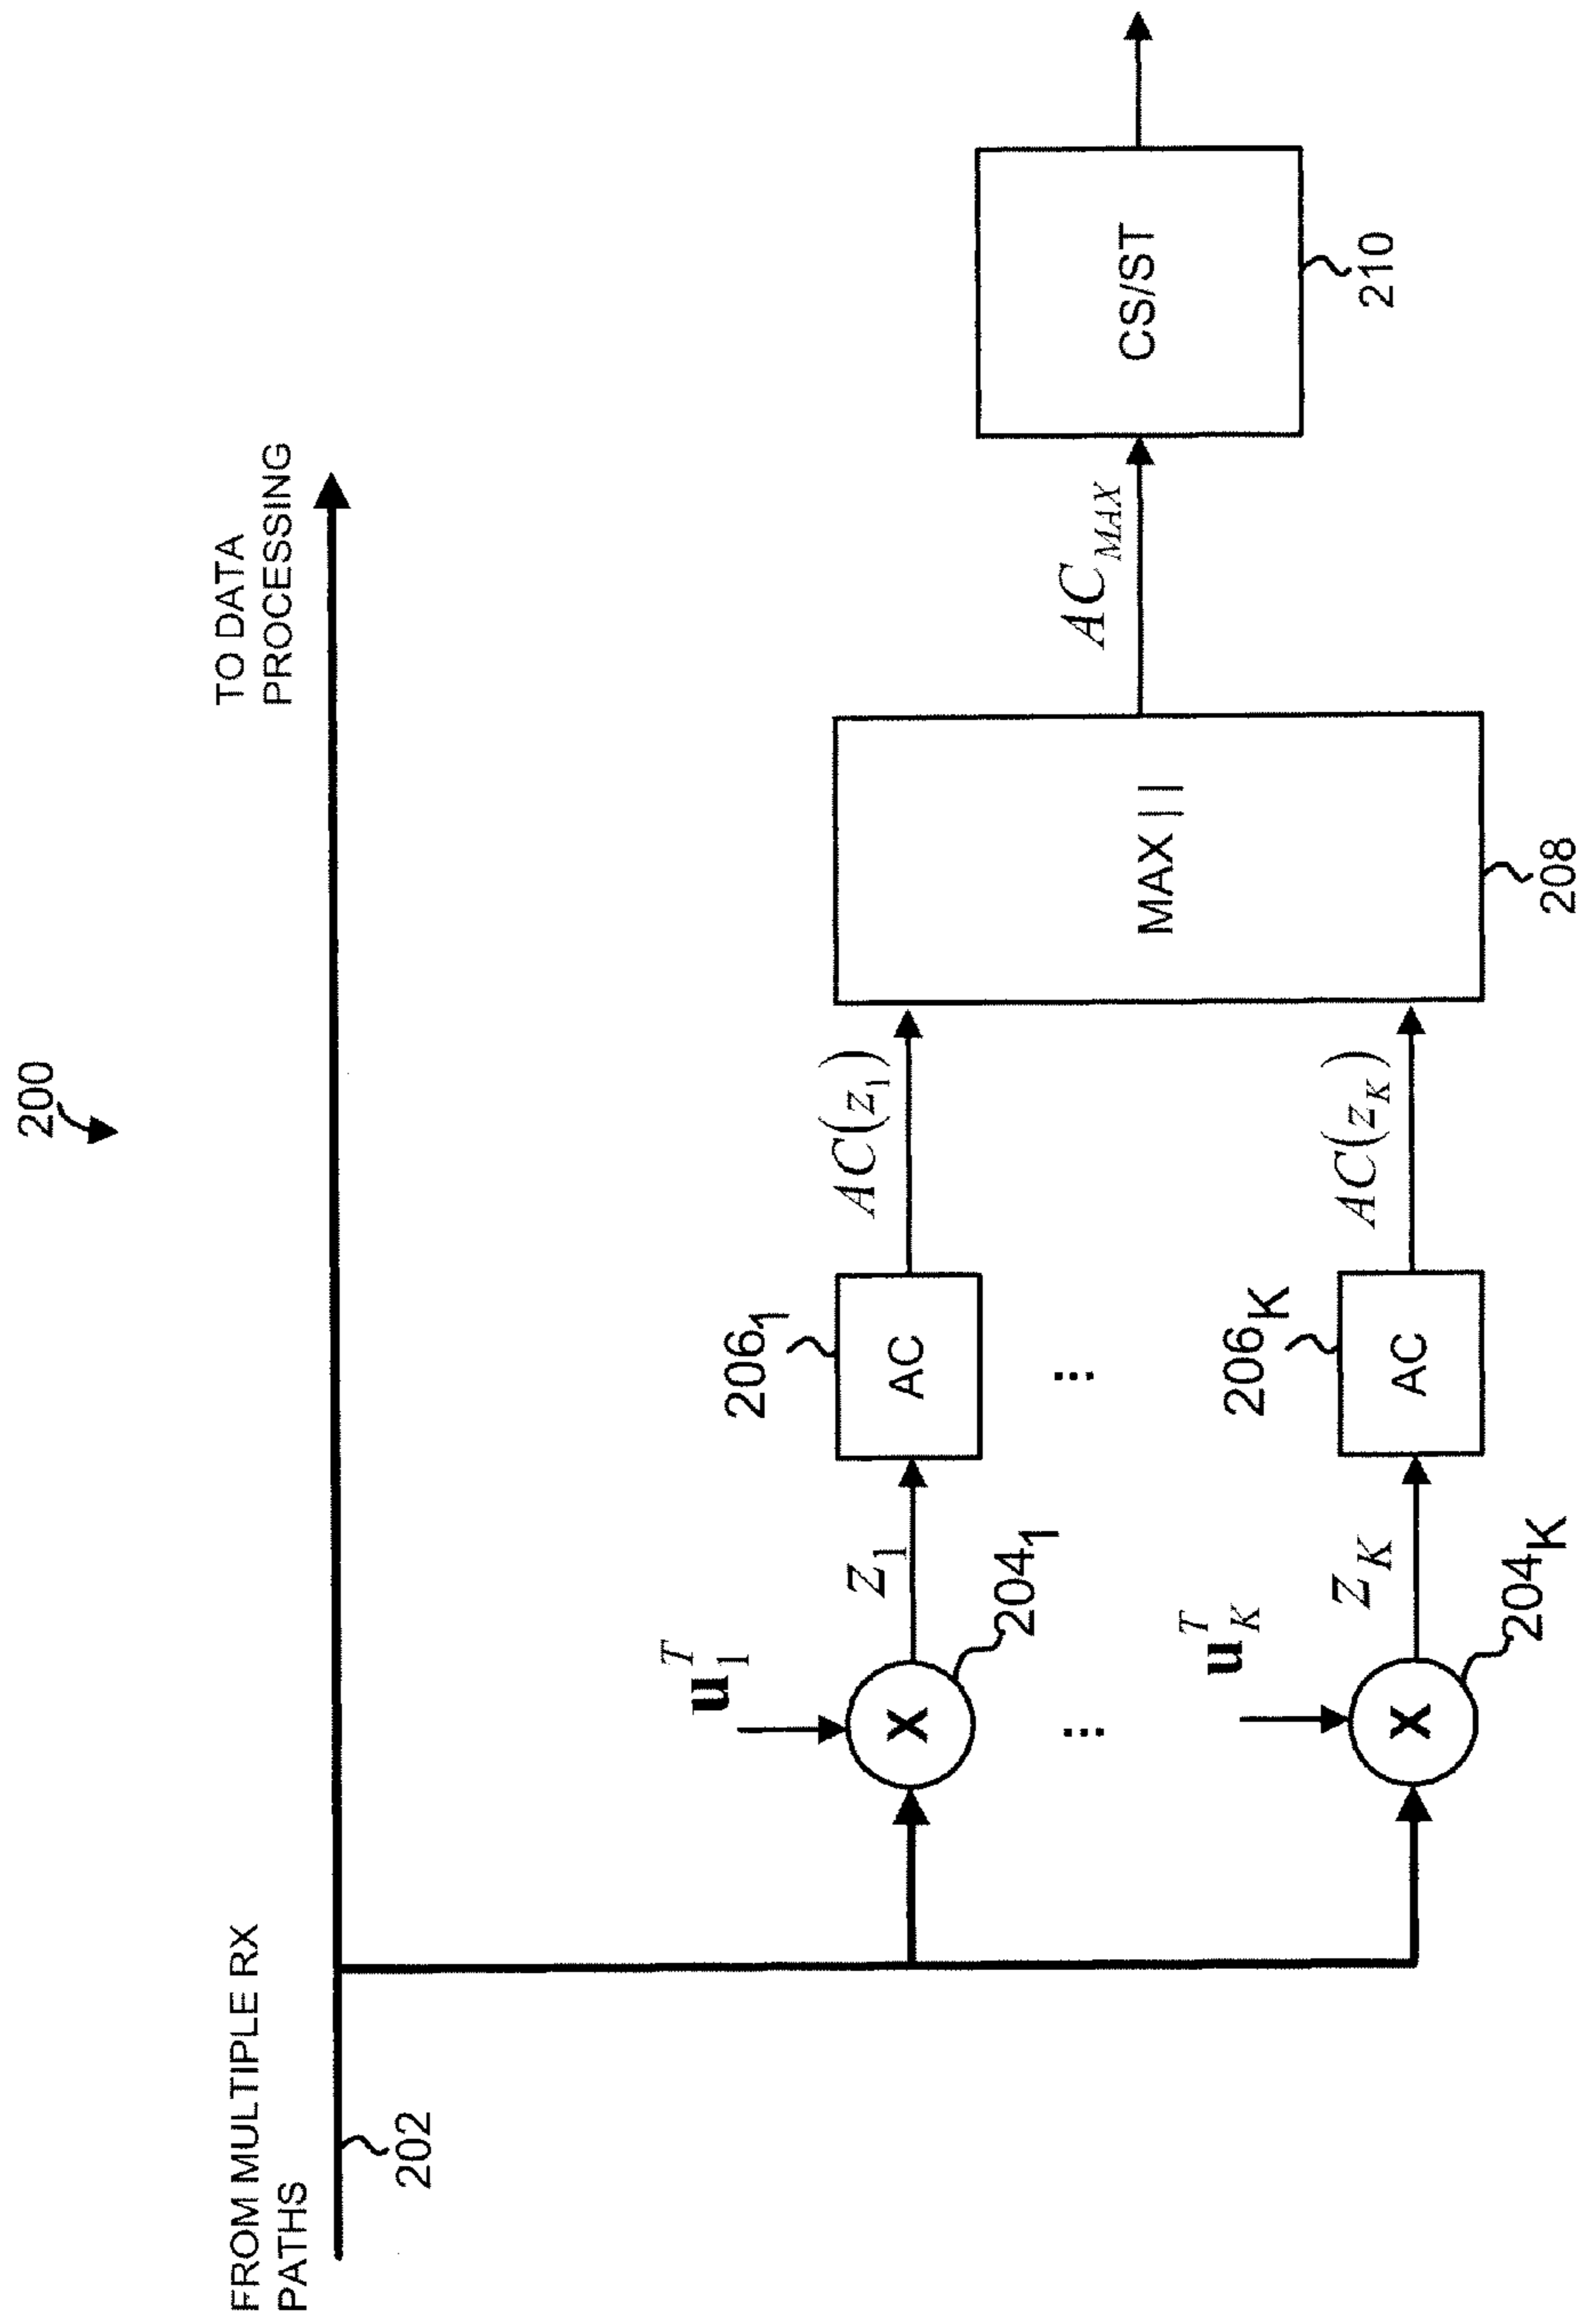 200
FROM MULTIPLE RX
PATHS
TO DATA
PROCESSING
202
u_1^T
X
204_1
z_1
206_1
AC
AC(z_1)
...
...
u_K^T
X
204_K
z_K
206_K
AC
AC(z_K)
MAX ||
208
AC_MAX
CS/ST
210